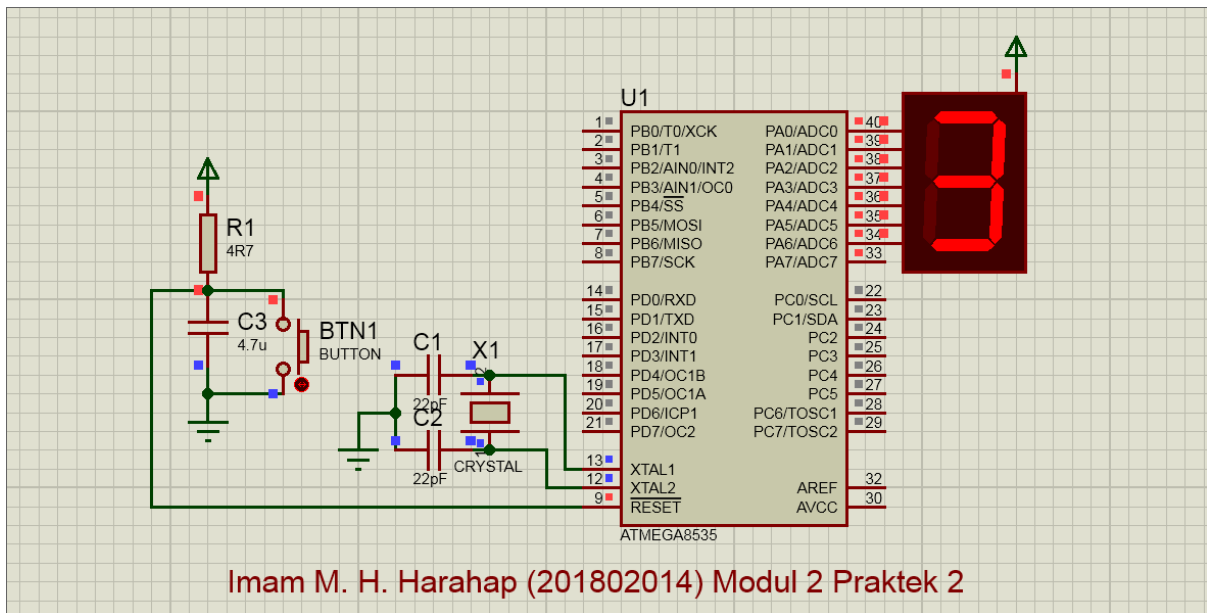 U1
1 PB0/T0/XCK PA0/ADC0 40
2 PB1/T1 PA1/ADC1 39
3 PB2/AIN0/INT2 PA2/ADC2 38
4 PB3/AIN1/OC0 PA3/ADC3 37
5 PB4/SS PA4/ADC4 36
6 PB5/MOSI PA5/ADC5 35
7 PB6/MISO PA6/ADC6 34
8 PB7/SCK PA7/ADC7 33
14 PD0/RXD PC0/SCL 22
15 PD1/TXD PC1/SDA 23
16 PD2/INT0 PC2 24
17 PD3/INT1 PC3 25
18 PD4/OC1B PC4 26
19 PD5/OC1A PC5 27
20 PD6/ICP1 PC6/TOSC1 28
21 PD7/OC2 PC7/TOSC2 29
13 XTAL1
12 XTAL2 AREF 32
9 RESET AVCC 30
ATMEGA8535
3
R1
4R7
C3
4.7u
BTN1
BUTTON
C1
22pF
C2
22pF
X1
2
1
CRYSTAL
Imam M. H. Harahap (201802014) Modul 2 Praktek 2